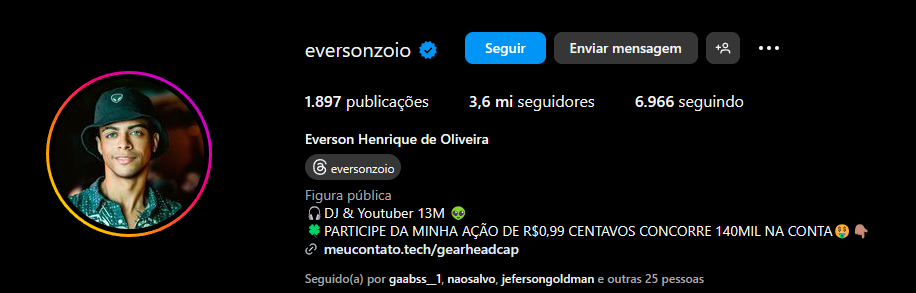 eversonzoio
Seguir
Enviar mensagem
1.897 publicações
3,6 mi seguidores
6.966 seguindo
Everson Henrique de Oliveira
eversonzoio
Figura pública
🎧DJ & Youtuber 13M 👽
🍀PARTICIPE DA MINHA AÇÃO DE R$0,99 CENTAVOS CONCORRE 140MIL NA CONTA🤑👇🏽
meucontato.tech/gearheadcap
Seguido(a) por gaabss__1, naosalvo, jefersongoldman e outras 25 pessoas